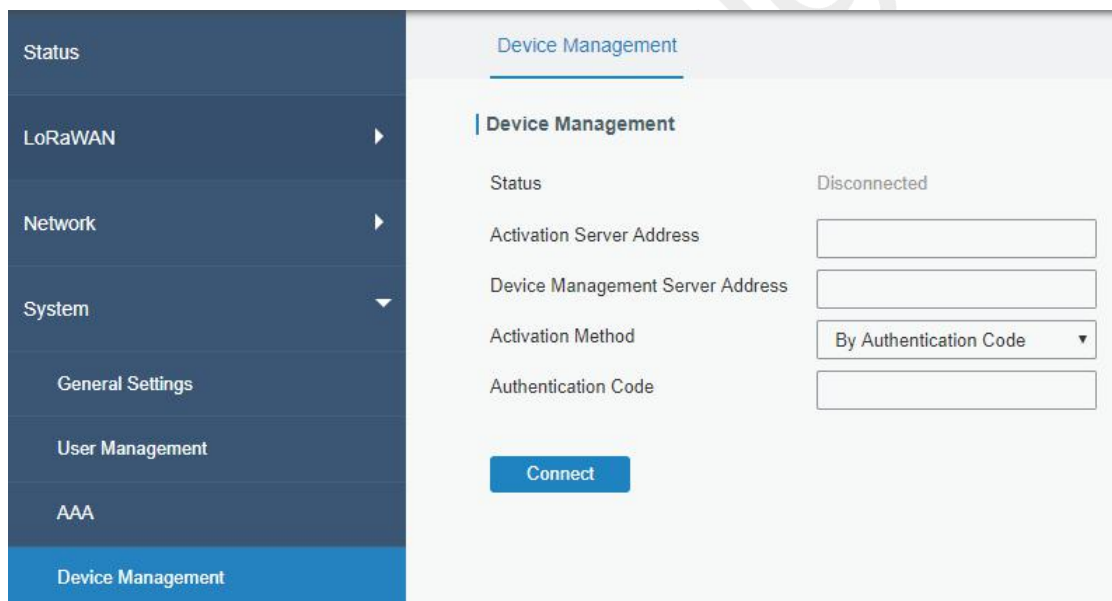 Status
LoRaWAN
Network
System
General Settings
User Management
AAA
Device Management
Device Management
Device Management
Status Disconnected
Activation Server Address
Device Management Server Address
Activation Method By Authentication Code
Authentication Code
Connect